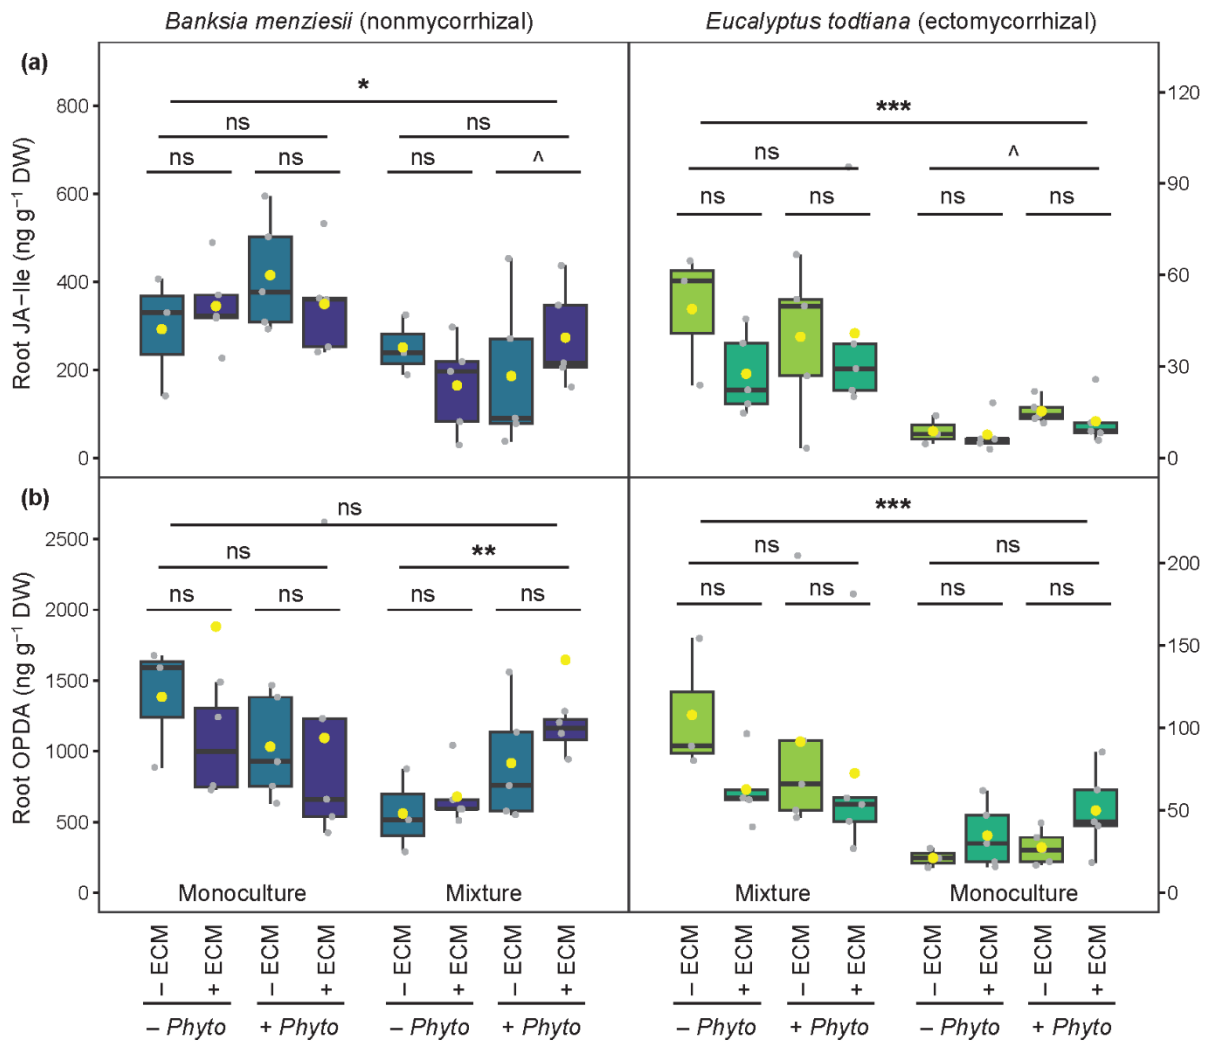 Banksia menziesii (nonmycorrhizal)
Eucalyptus todtiana (ectomycorrhizal)
(a)
Root JA–Ile (ng g⁻¹ DW)
800
600
400
200
0
*
ns
ns
ns ns
ns ^
***
ns
^
ns ns
ns ns
120
90
60
30
0
(b)
Root OPDA (ng g⁻¹ DW)
2500
2000
1500
1000
500
0
ns
ns
**
ns ns
ns ns
***
ns
ns
ns ns
ns ns
200
150
100
50
0
Monoculture Mixture Mixture Monoculture
– ECM + ECM – ECM + ECM – ECM + ECM – ECM + ECM – ECM + ECM – ECM + ECM – ECM + ECM – ECM + ECM
– Phyto + Phyto – Phyto + Phyto – Phyto + Phyto – Phyto + Phyto